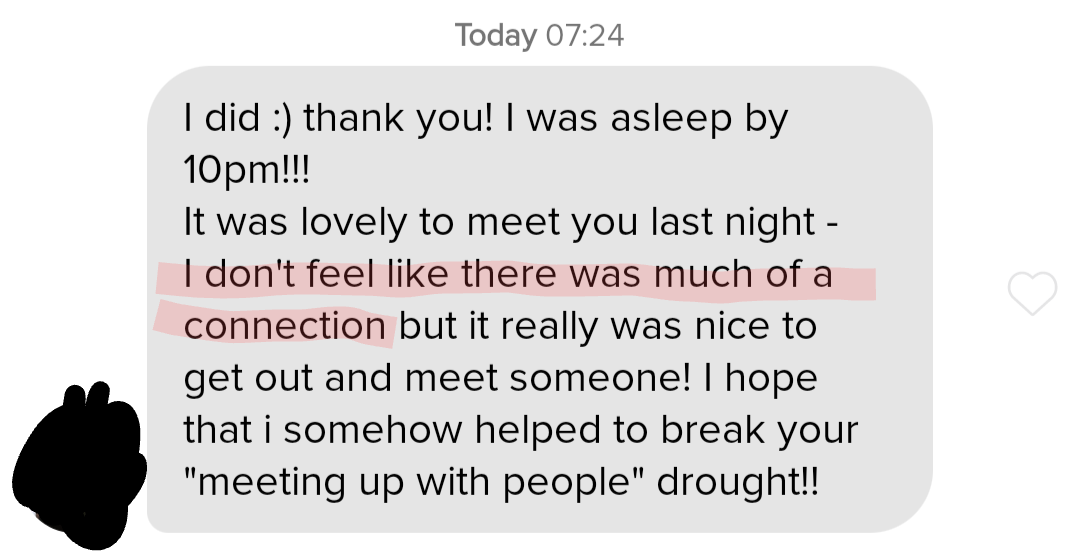 Today 07:24
I did :) thank you! I was asleep by
10pm!!!
It was lovely to meet you last night -
I don't feel like there was much of a
connection but it really was nice to
get out and meet someone! I hope
that i somehow helped to break your
"meeting up with people" drought!!